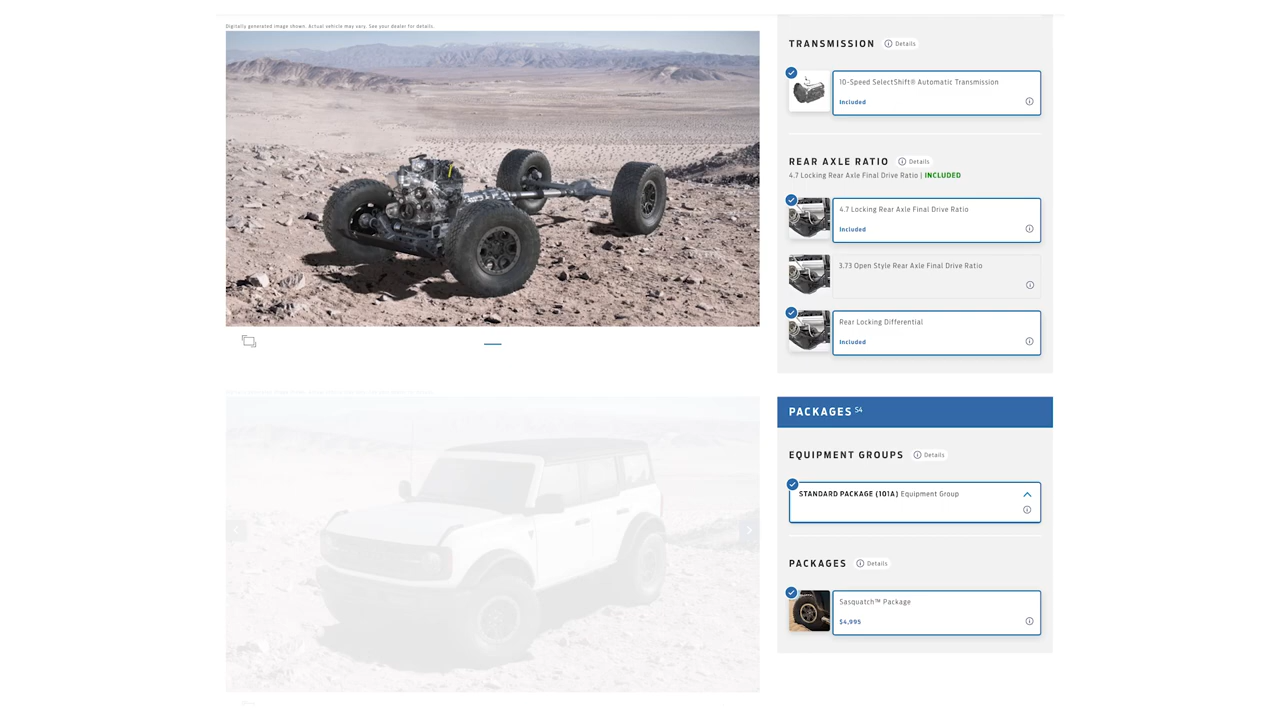 Digitally generated image shown. Actual vehicle may vary. See your dealer for details.
TRANSMISSION Details
10-Speed SelectShift® Automatic Transmission
Included
REAR AXLE RATIO Details
4.7 Locking Rear Axle Final Drive Ratio | INCLUDED
4.7 Locking Rear Axle Final Drive Ratio
Included
3.73 Open Style Rear Axle Final Drive Ratio
Rear Locking Differential
Included
PACKAGES 54
EQUIPMENT GROUPS Details
STANDARD PACKAGE (101A) Equipment Group
PACKAGES Details
Sasquatch™ Package
$4,995